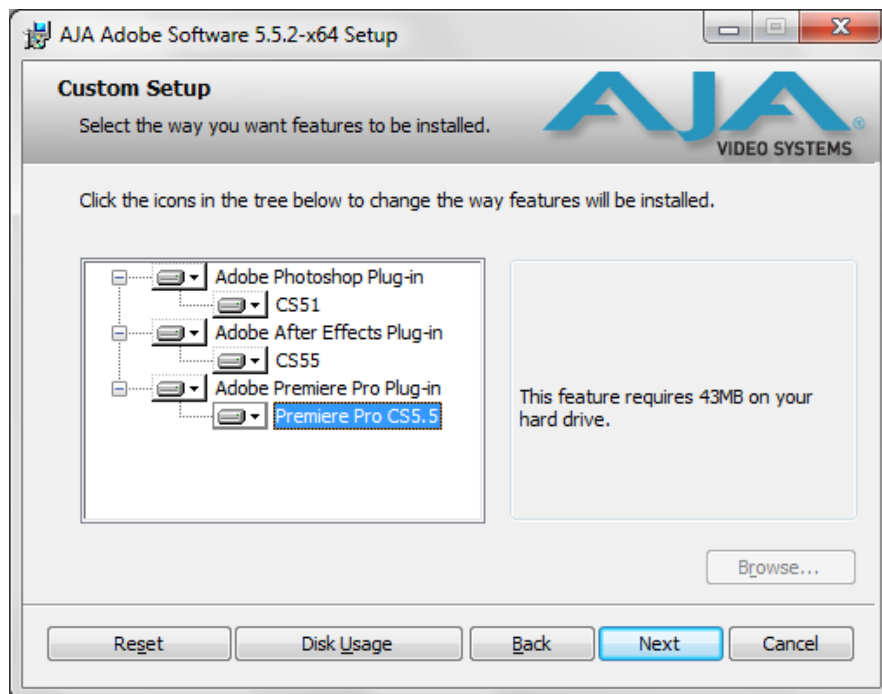 AJA Adobe Software 5.5.2-x64 Setup
Custom Setup
Select the way you want features to be installed.
AJA®
VIDEO SYSTEMS
Click the icons in the tree below to change the way features will be installed.
Adobe Photoshop Plug-in
CS51
Adobe After Effects Plug-in
CS55
Adobe Premiere Pro Plug-in
Premiere Pro CS5.5
This feature requires 43MB on your
hard drive.
Browse...
Reset Disk Usage Back Next Cancel